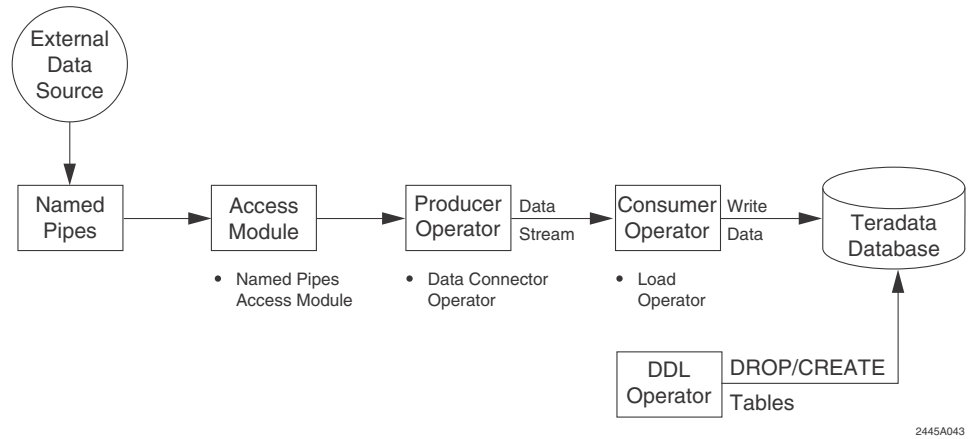 External
Data
Source
Named
Pipes
Access
Module
Producer
Operator
Data
Stream
Consumer
Operator
Write
Data
Teradata
Database
• Named Pipes
Access Module
• Data Connector
Operator
• Load
Operator
DDL
Operator
DROP/CREATE
Tables
2445A043